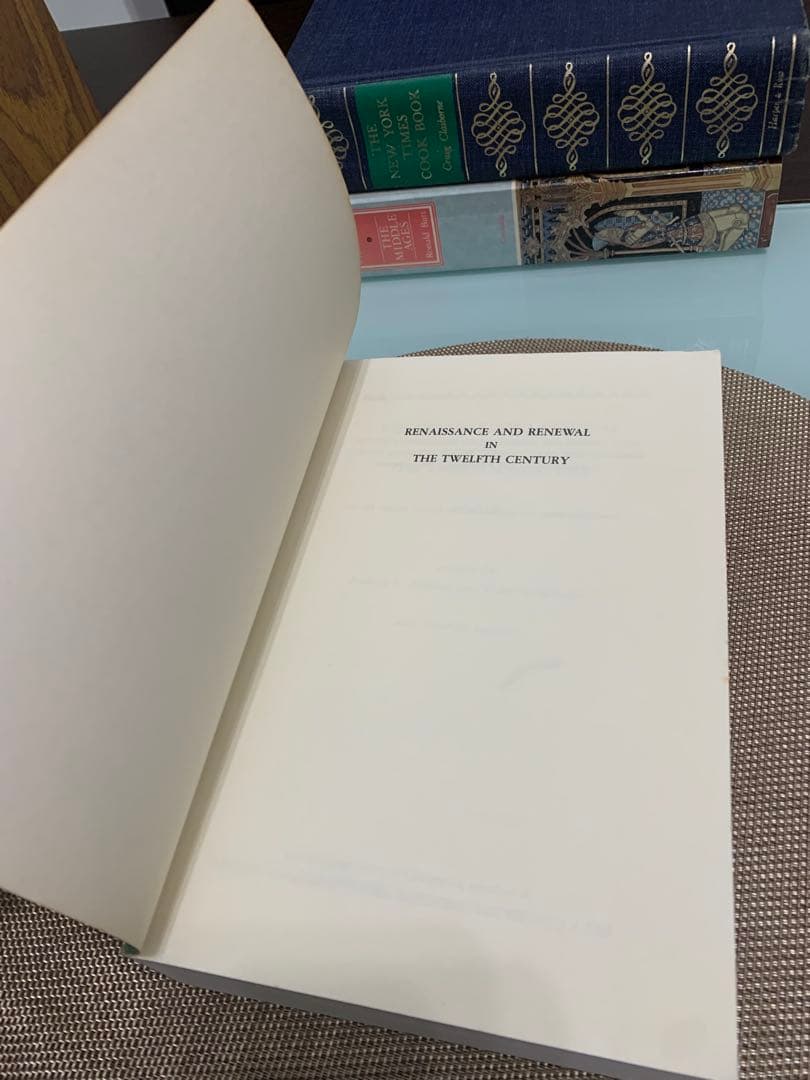 THE
NEW YORK
TIMES
COOK BOOK
Craig Claiborne
Harper & Row
THE
MIDDLE
AGES
RENAISSANCE AND RENEWAL
IN
THE TWELFTH CENTURY